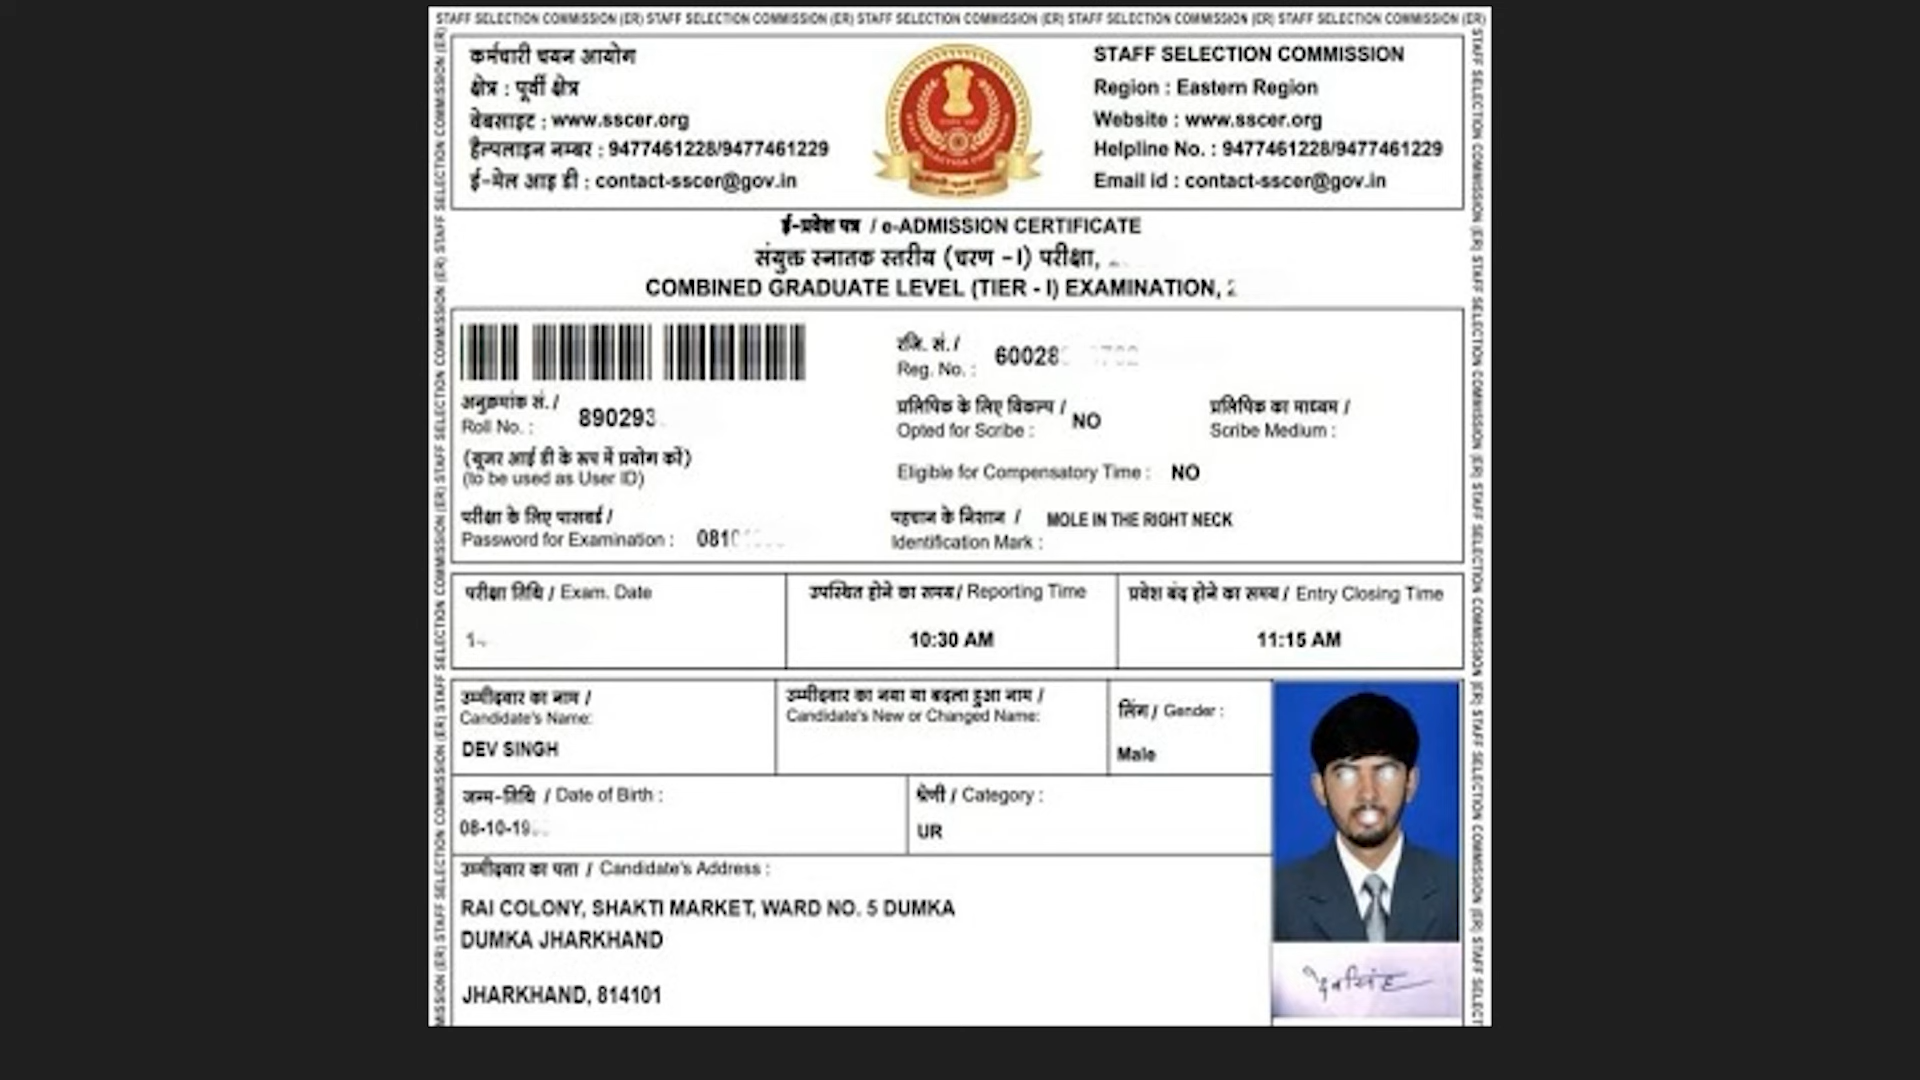 STAFF SELECTION COMMISSION (ER) STAFF SELECTION COMMISSION (ER) STAFF SELECTION COMMISSION (ER) STAFF SELECTION COMMISSION (ER) STAFF SELECTION COMMISSION (ER)
कर्मचारी चयन आयोग
क्षेत्र : पूर्वी क्षेत्र
वेबसाइट : www.sscer.org
हैल्पलाइन नम्बर : 9477461228/9477461229
ई-मेल आइ डी : contact-sscer@gov.in
STAFF SELECTION COMMISSION
Region : Eastern Region
Website : www.sscer.org
Helpline No. : 9477461228/9477461229
Email id : contact-sscer@gov.in
ई-प्रवेश पत्र / e-ADMISSION CERTIFICATE
संयुक्त स्नातक स्तरीय (चरण -I) परीक्षा,
COMBINED GRADUATE LEVEL (TIER - I) EXAMINATION, 2
रजि. सं. /
Reg. No. : 60028
अनुक्रमांक सं. /
Roll No. : 890293
(यूजर आई डी के रूप में प्रयोग करें)
(to be used as User ID)
प्रलिपिक के लिए विकल्प /
Opted for Scribe : NO
प्रलिपिक का माध्यम /
Scribe Medium :
Eligible for Compensatory Time : NO
परीक्षा के लिए पासवर्ड /
Password for Examination : 081
पहचान के निशान / MOLE IN THE RIGHT NECK
Identification Mark :
परीक्षा तिथि / Exam. Date
उपस्थित होने का समय / Reporting Time
10:30 AM
प्रवेश बंद होने का समय / Entry Closing Time
11:15 AM
उम्मीदवार का नाम /
Candidate's Name:
DEV SINGH
उम्मीदवार का नया या बदला हुआ नाम /
Candidate's New or Changed Name:
लिंग / Gender :
Male
जन्म-तिथि / Date of Birth :
08-10-19
श्रेणी / Category :
UR
उम्मीदवार का पता / Candidate's Address :
RAI COLONY, SHAKTI MARKET, WARD NO. 5 DUMKA
DUMKA JHARKHAND
JHARKHAND, 814101
देव सिंह